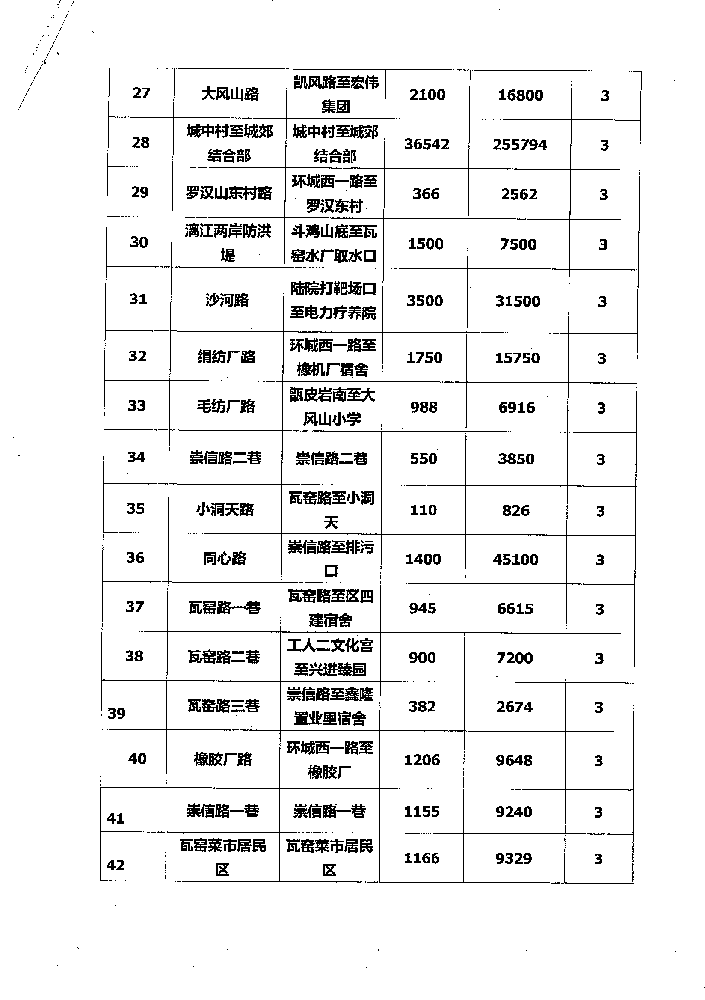 27 大风山路 凯风路至宏伟 2100 16800 3
集团
28 城中村至城郊 城中村至城郊 36542 255794 3
结合部 结合部
29 罗汉山东村路 环城西一路至 366 2562 3
罗汉东村
30 漓江两岸防洪 斗鸡山底至瓦 1500 7500 3
堤 窑水厂取水口
31 沙河路 陆院打靶场口 3500 31500 3
至电力疗养院
32 绢纺厂路 环城西一路至 1750 15750 3
橡机厂宿舍
33 毛纺厂路 甑皮岩南至大 988 6916 3
风山小学
34 崇信路二巷 崇信路二巷 550 3850 3
35 小洞天路 瓦窑路至小洞 110 826 3
天
36 同心路 崇信路至排污 1400 45100 3
口
37 瓦窑路一巷 瓦窑路至区四 945 6615 3
建宿舍
38 瓦窑路二巷 工人二文化宫 900 7200 3
至兴进臻园
39 瓦窑路三巷 崇信路至鑫隆 382 2674 3
置业里宿舍
40 橡胶厂路 环城西一路至 1206 9648 3
橡胶厂
41 崇信路一巷 崇信路一巷 1155 9240 3
42 瓦窑菜市居民 瓦窑菜市居民 1166 9329 3
区 区